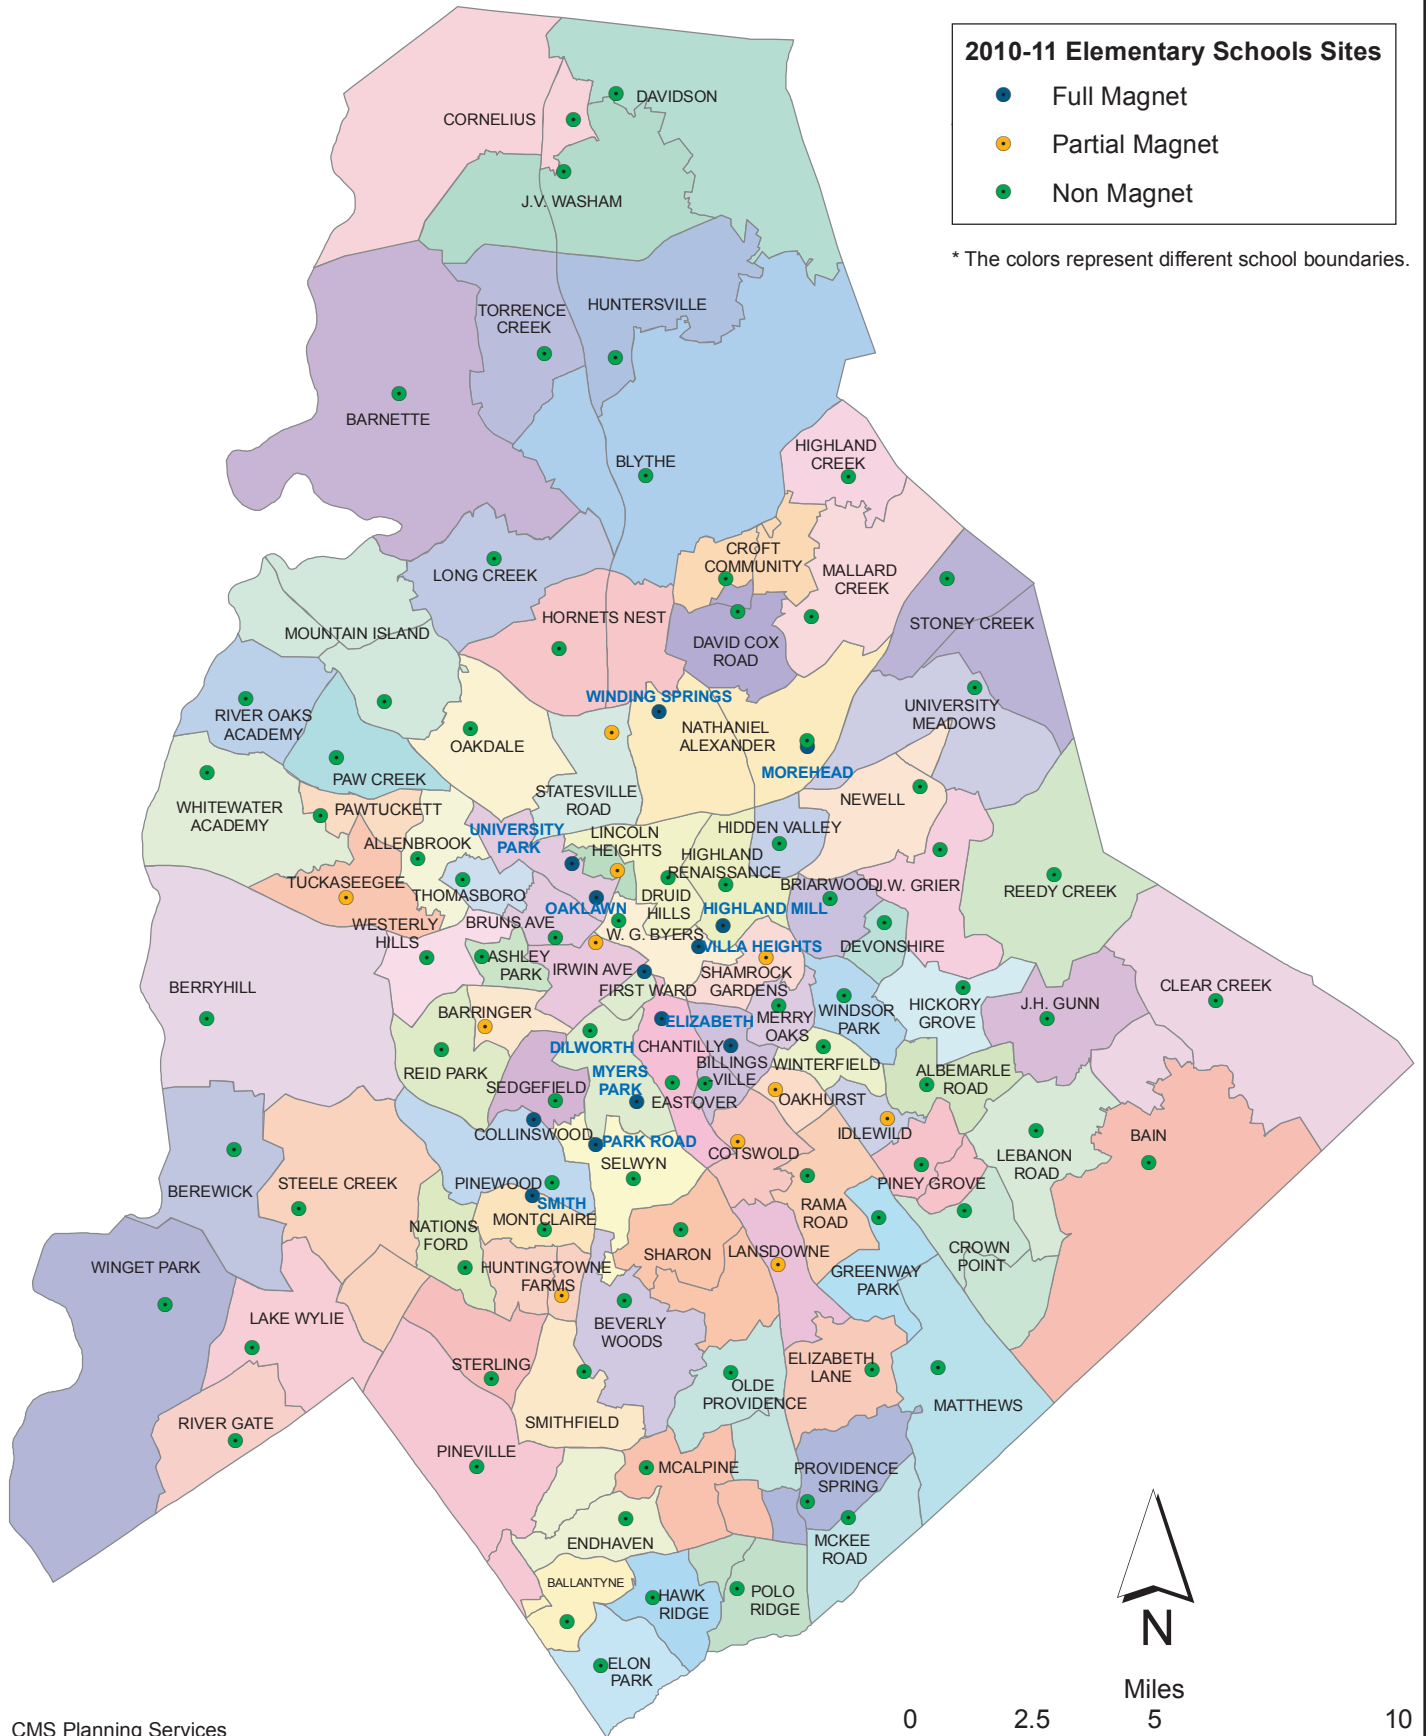 2010-11 Elementary Schools Sites
Full Magnet
Partial Magnet
Non Magnet
* The colors represent different school boundaries.
DAVIDSON
CORNELIUS
J.V. WASHAM
HUNTERSVILLE
TORRENCE
CREEK
BARNETTE
HIGHLAND
CREEK
BLYTHE
CROFT
COMMUNITY
LONG CREEK
MALLARD
CREEK
HORNETS NEST
STONEY CREEK
MOUNTAIN ISLAND
DAVID COX
ROAD
WINDING SPRINGS
UNIVERSITY
MEADOWS
RIVER OAKS
ACADEMY
NATHANIEL
ALEXANDER
OAKDALE
MOREHEAD
PAW CREEK
STATESVILLE
ROAD
NEWELL
WHITEWATER
ACADEMY
PAWTUCKETT
UNIVERSITY
PARK
HIDDEN VALLEY
LINCOLN
HEIGHTS
ALLENBROOK
HIGHLAND
RENAISSANCE
TUCKASEEGEE
BRIARWOOD
J.W. GRIER
REEDY CREEK
THOMASBORO
DRUID
HILLS
OAKLAWN
HIGHLAND MILL
WESTERLY
HILLS
BRUNS AVE
W. G. BYERS
VILLA HEIGHTS
DEVONSHIRE
ASHLEY
PARK
IRWIN AVE
SHAMROCK
GARDENS
BERRYHILL
FIRST WARD
CLEAR CREEK
HICKORY
GROVE
J.H. GUNN
BARRINGER
ELIZABETH
MERRY
OAKS
WINDSOR
PARK
DILWORTH
CHANTILLY
BILLINGS
-VILLE
WINTERFIELD
REID PARK
MYERS
PARK
ALBEMARLE
ROAD
SEDGEFIELD
EASTOVER
OAKHURST
COLLINSWOOD
PARK ROAD
IDLEWILD
BAIN
COTSWOLD
LEBANON
ROAD
SELWYN
BEREWICK
STEELE CREEK
PINEWOOD
PINEY GROVE
SMITH
MONTCLAIRE
RAMA
ROAD
NATIONS
FORD
SHARON
LANSDOWNE
CROWN
POINT
WINGET PARK
HUNTINGTOWNE
FARMS
GREENWAY
PARK
LAKE WYLIE
BEVERLY
WOODS
STERLING
ELIZABETH
LANE
OLDE
PROVIDENCE
MATTHEWS
RIVER GATE
SMITHFIELD
PINEVILLE
MCALPINE
PROVIDENCE
SPRING
ENDHAVEN
MCKEE
ROAD
BALLANTYNE
HAWK
RIDGE
POLO
RIDGE
ELON
PARK
N
Miles
0 2.5 5 10
CMS Planning Services